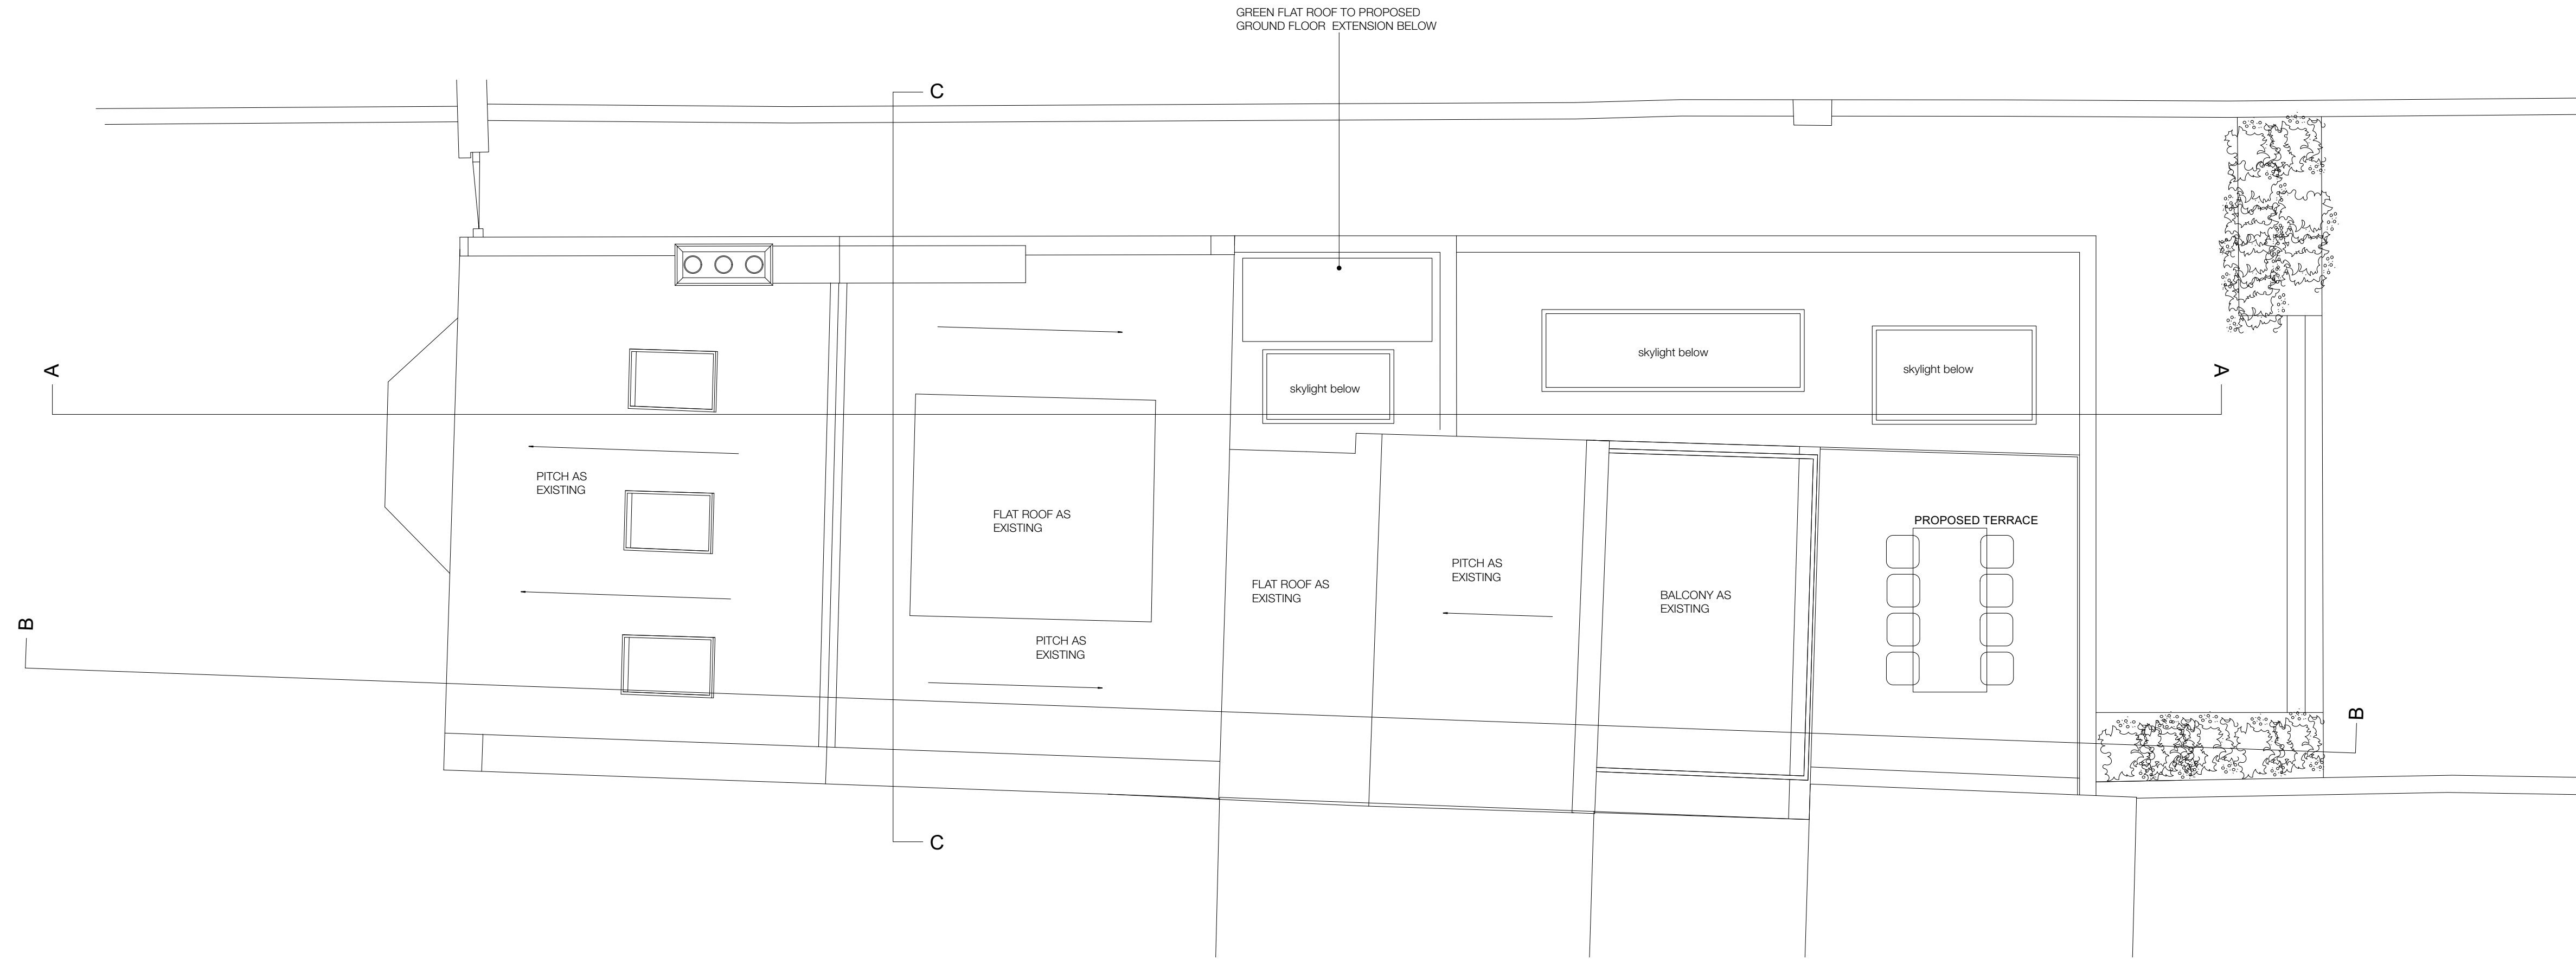 GREEN FLAT ROOF TO PROPOSED
GROUND FLOOR EXTENSION BELOW
C
A
A
skylight below
skylight below
skylight below
PITCH AS
EXISTING
FLAT ROOF AS
EXISTING
PROPOSED TERRACE
PITCH AS
EXISTING
FLAT ROOF AS
EXISTING
BALCONY AS
EXISTING
B
PITCH AS
EXISTING
B
C